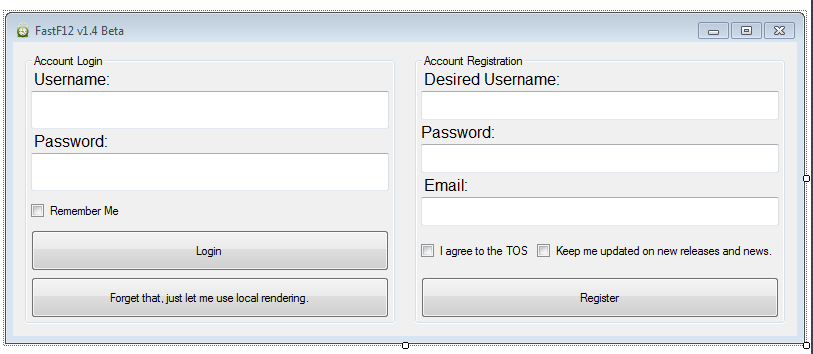 FastF12 v1.4 Beta
Account Login
Username:
Password:
Remember Me
Login
Forget that, just let me use local rendering.
Account Registration
Desired Username:
Password:
Email:
I agree to the TOS
Keep me updated on new releases and news.
Register